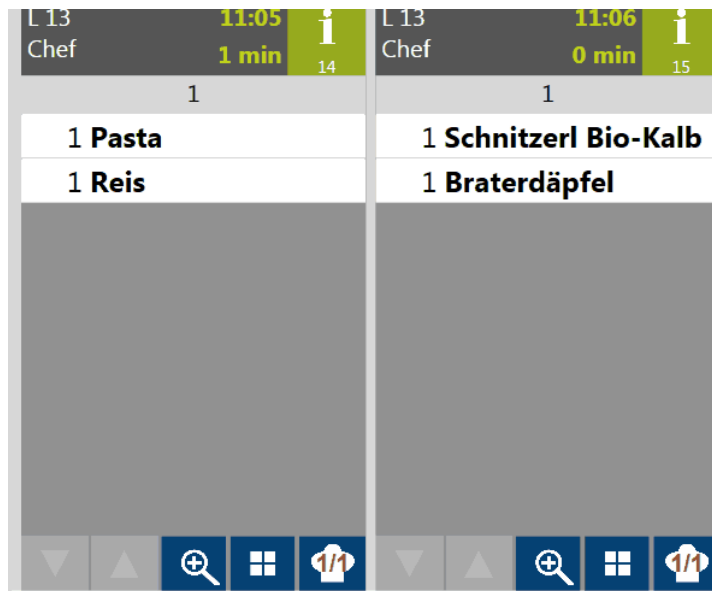 L 13 11:05 i
Chef 1 min 14
1
1 Pasta
1 Reis
1/1
L 13 11:06 i
Chef 0 min 15
1
1 Schnitzerl Bio-Kalb
1 Braterdäpfel
1/1